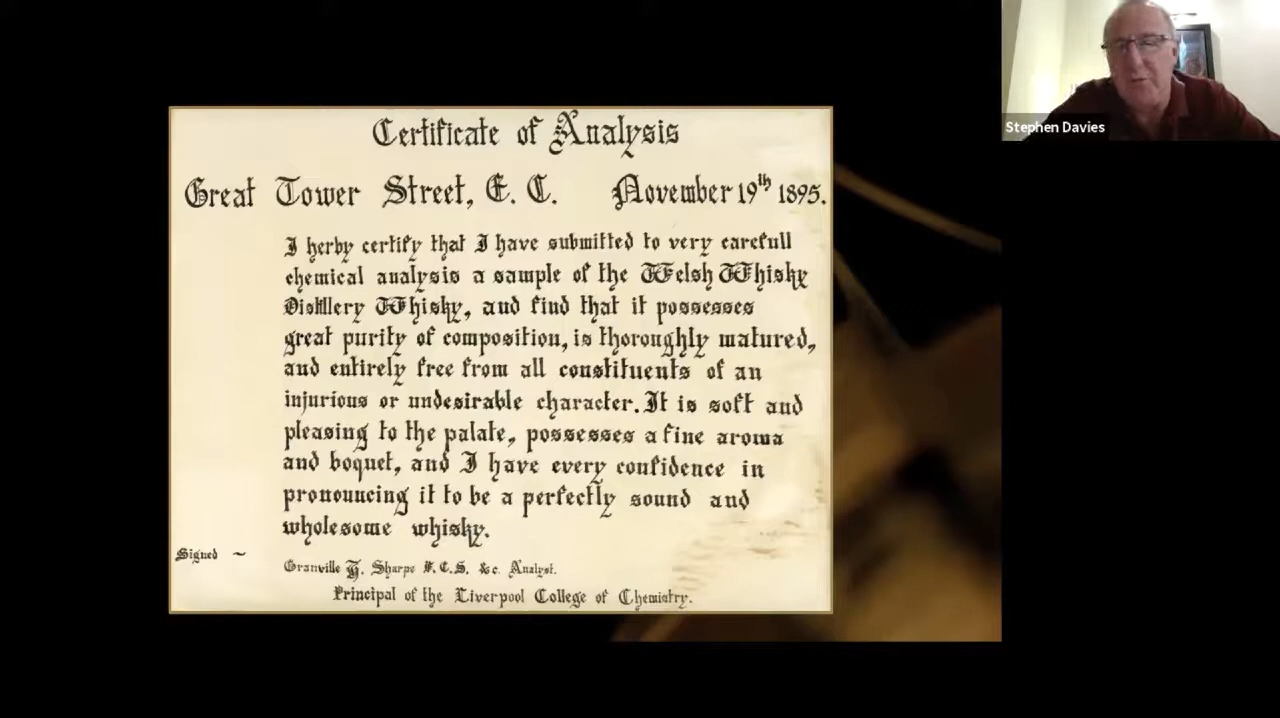 Certificate of Analysis
Great Tower Street, E. C. November 19th 1895.
I herby certify that I have submitted to very carefull
chemical analysis a sample of the Welsh Whisky
Distillery Whisky, and find that it possesses
great purity of composition, is thoroughly matured,
and entirely free from all constituents of an
injurious or undesirable character. It is soft and
pleasing to the palate, possesses a fine aroma
and boquet, and I have every confidence in
pronouncing it to be a perfectly sound and
wholesome whisky.
Signed ~
Granville H. Sharpe F. C. S. &c. Analyst.
Principal of the Liverpool College of Chemistry.
Stephen Davies